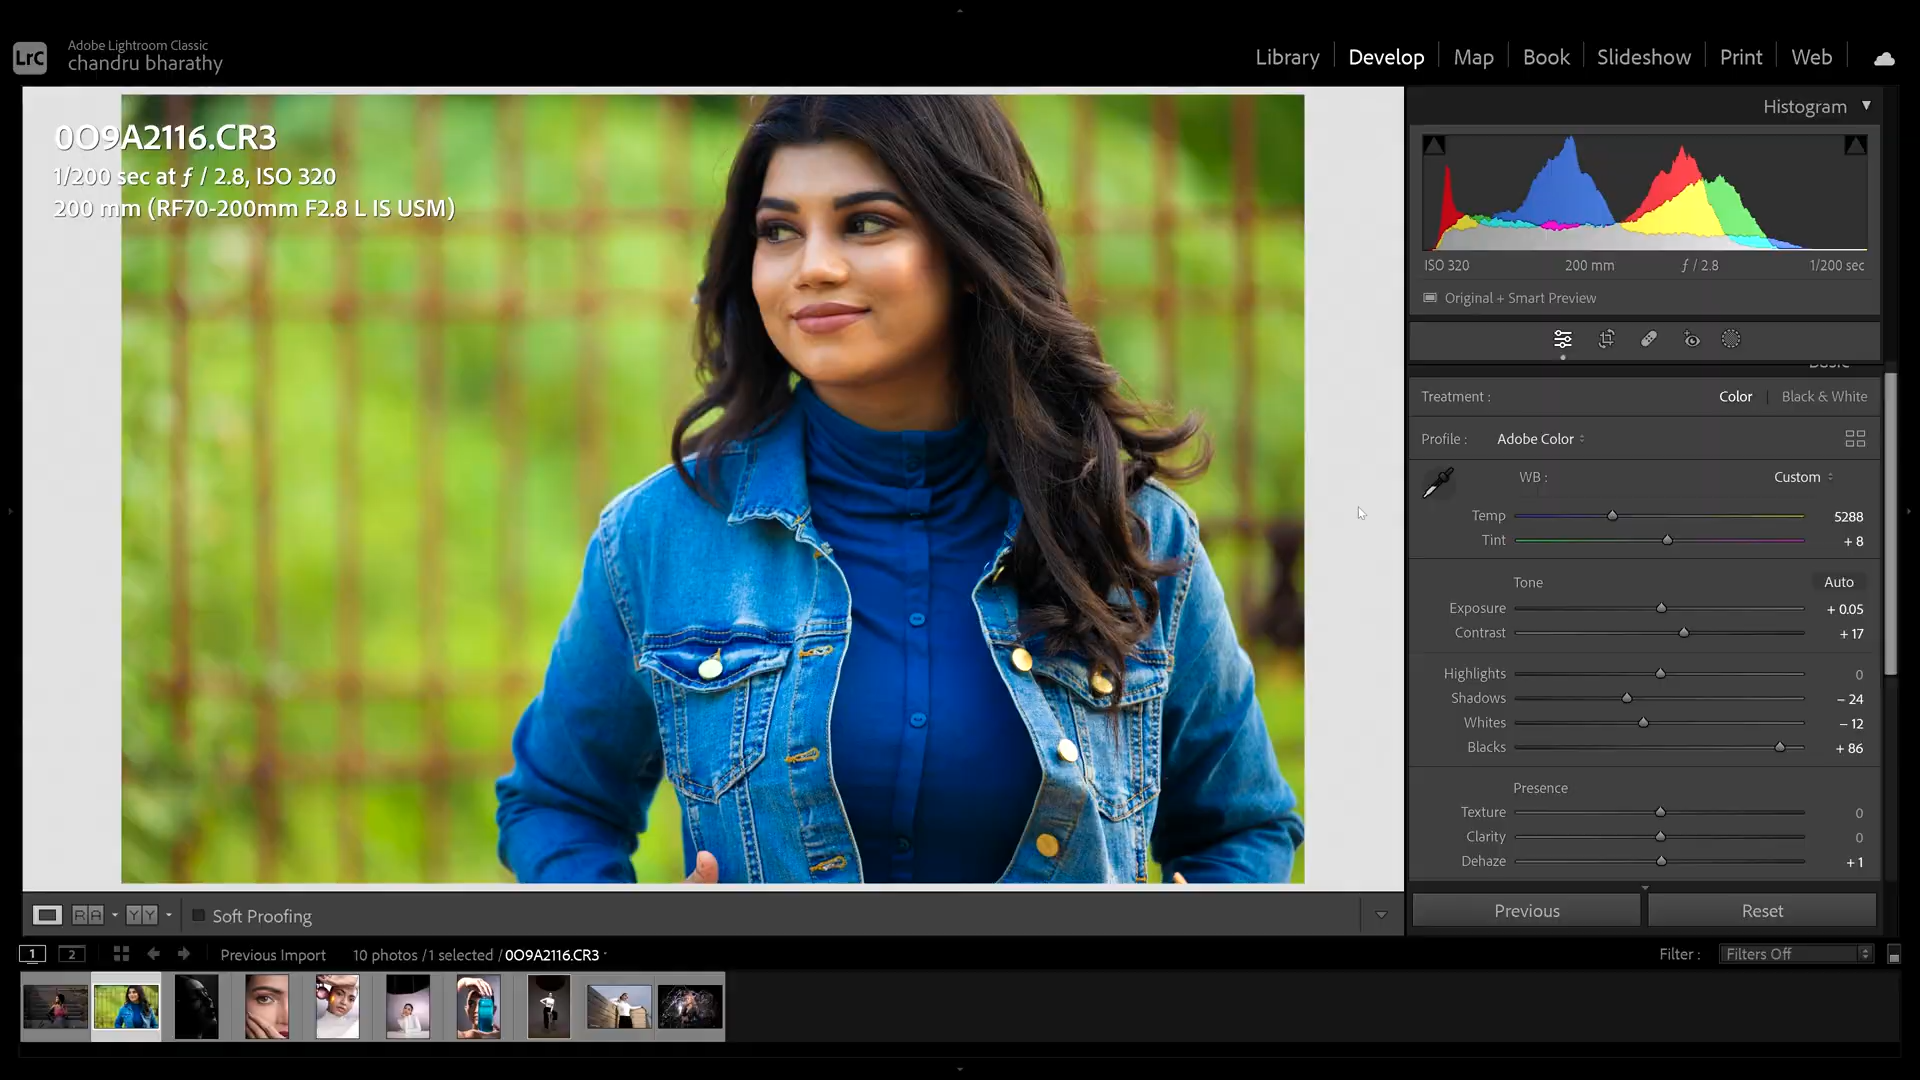 LrC
Adobe Lightroom Classic
chandru bharathy
Library
Develop
Map
Book
Slideshow
Print
Web
0O9A2116.CR3
1/200 sec at ƒ / 2.8, ISO 320
200 mm (RF70-200mm F2.8 L IS USM)
Histogram
ISO 320 200 mm ƒ / 2.8 1/200 sec
Original + Smart Preview
Basic
Treatment : Color Black & White
Profile : Adobe Color
WB : Custom
Temp 5288
Tint + 8
Tone Auto
Exposure + 0.05
Contrast + 17
Highlights 0
Shadows – 24
Whites – 12
Blacks + 86
Presence
Texture 0
Clarity 0
Dehaze + 1
Previous Reset
R A Y Y Soft Proofing
1 2 Previous Import 10 photos / 1 selected / 0O9A2116.CR3
Filter : Filters Off